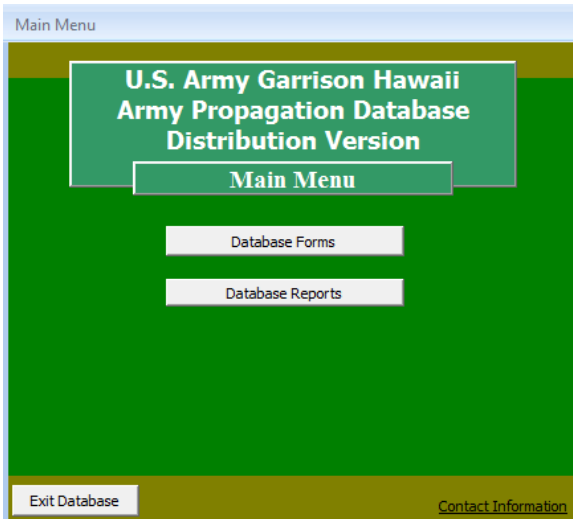 Main Menu
U.S. Army Garrison Hawaii
Army Propagation Database
Distribution Version
Main Menu
Database Forms
Database Reports
Exit Database
Contact Information